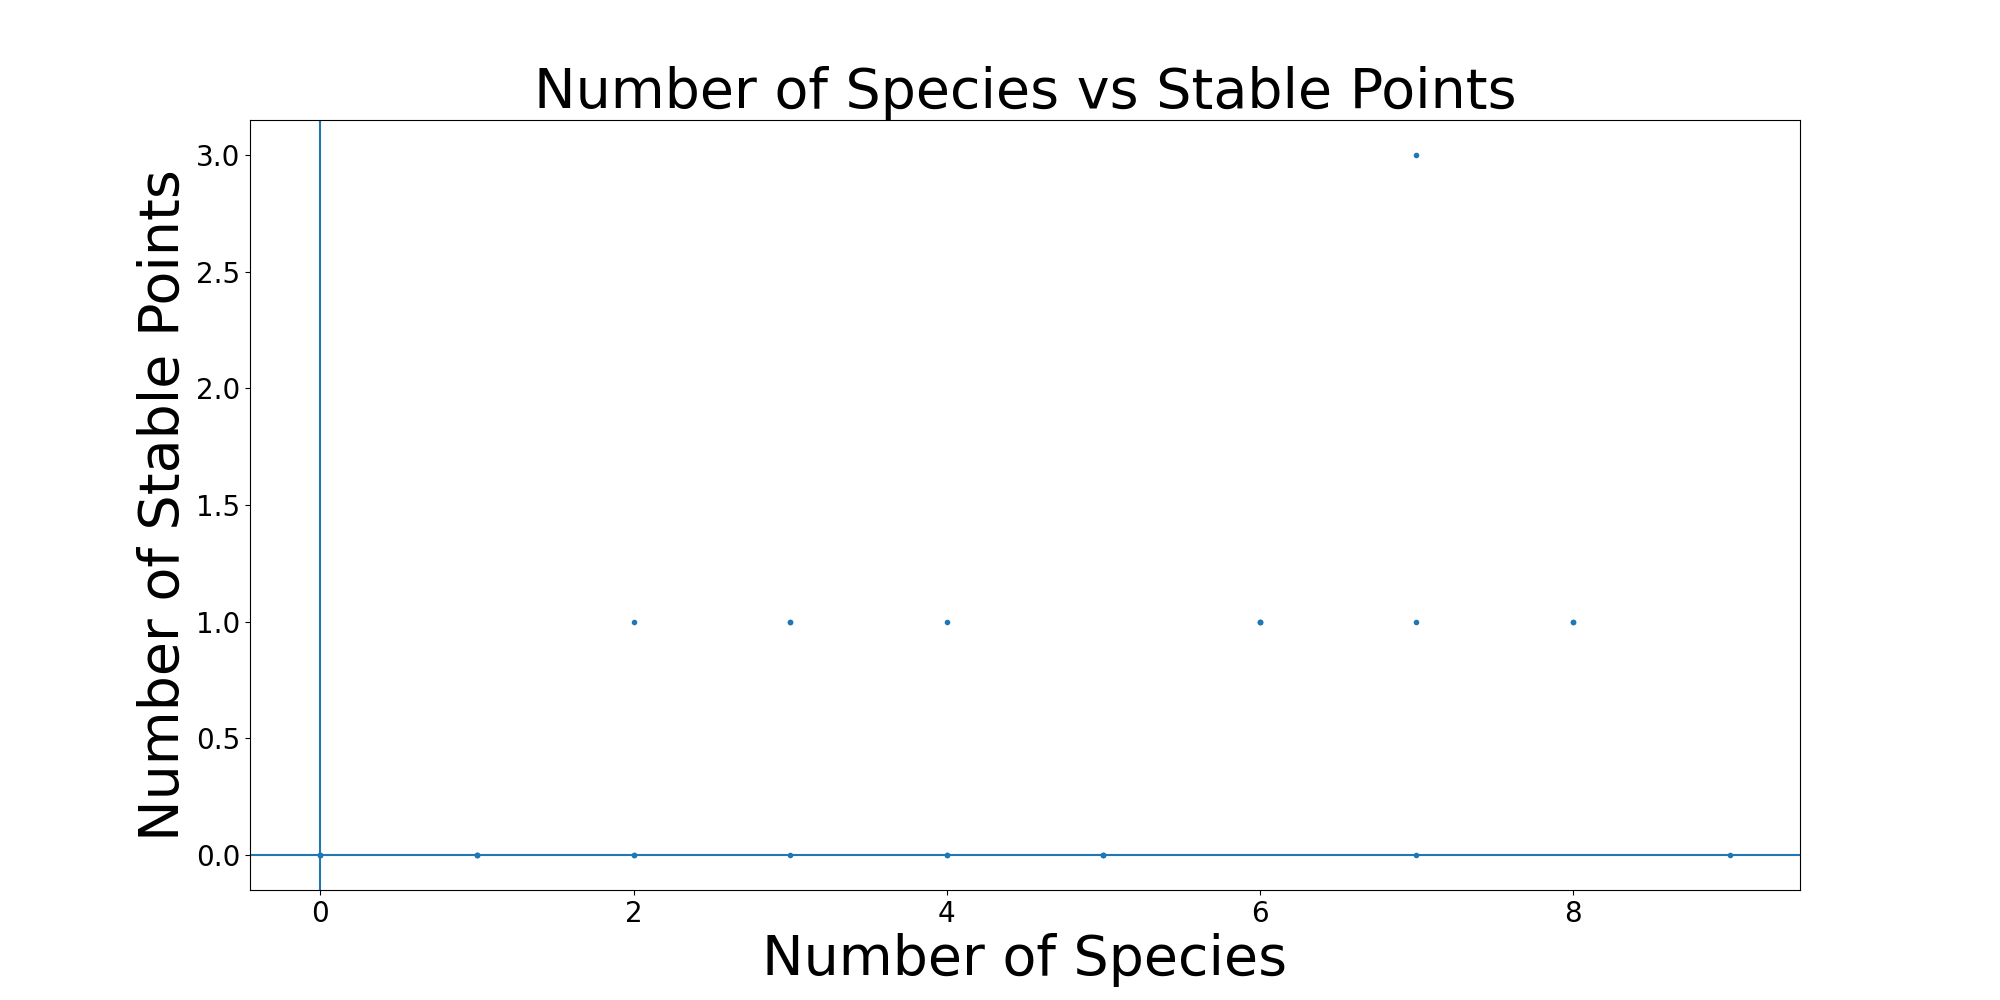 Number of Species vs Stable Points
Number of Stable Points
3.0
2.5
2.0
1.5
1.0
0.5
0.0
0 2 4 6 8
Number of Species